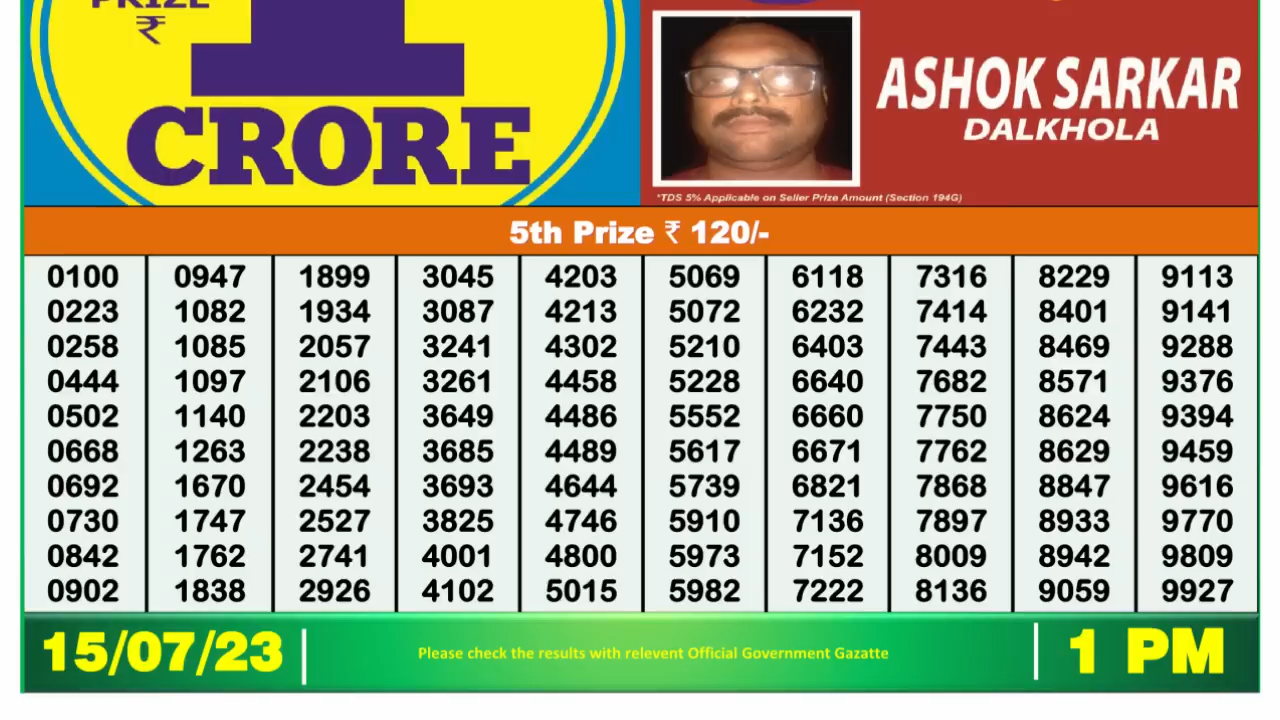 PRIZE
₹
1
CRORE
ASHOK SARKAR
DALKHOLA
*TDS 5% Applicable on Seller Prize Amount (Section 194G)
5th Prize ₹ 120/-
0100 0947 1899 3045 4203 5069 6118 7316 8229 9113
0223 1082 1934 3087 4213 5072 6232 7414 8401 9141
0258 1085 2057 3241 4302 5210 6403 7443 8469 9288
0444 1097 2106 3261 4458 5228 6640 7682 8571 9376
0502 1140 2203 3649 4486 5552 6660 7750 8624 9394
0668 1263 2238 3685 4489 5617 6671 7762 8629 9459
0692 1670 2454 3693 4644 5739 6821 7868 8847 9616
0730 1747 2527 3825 4746 5910 7136 7897 8933 9770
0842 1762 2741 4001 4800 5973 7152 8009 8942 9809
0902 1838 2926 4102 5015 5982 7222 8136 9059 9927
15/07/23
Please check the results with relevent Official Government Gazatte
1 PM